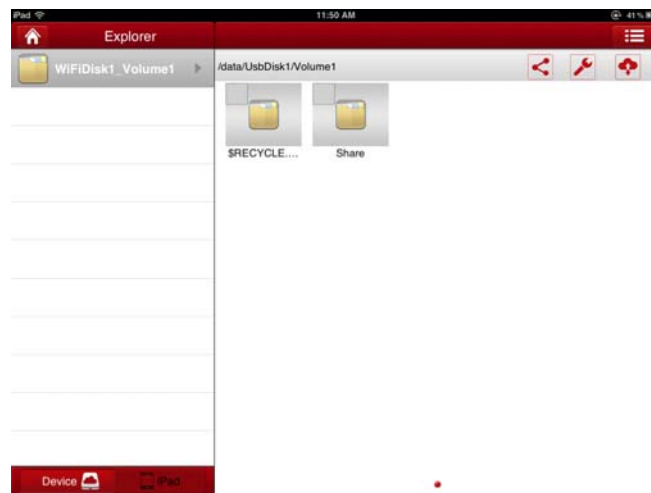 iPad 11:50 AM 41%
Explorer
WiFiDisk1_Volume1
/data/UsbDisk1/Volume1
$RECYCLE.... Share
Device iPad